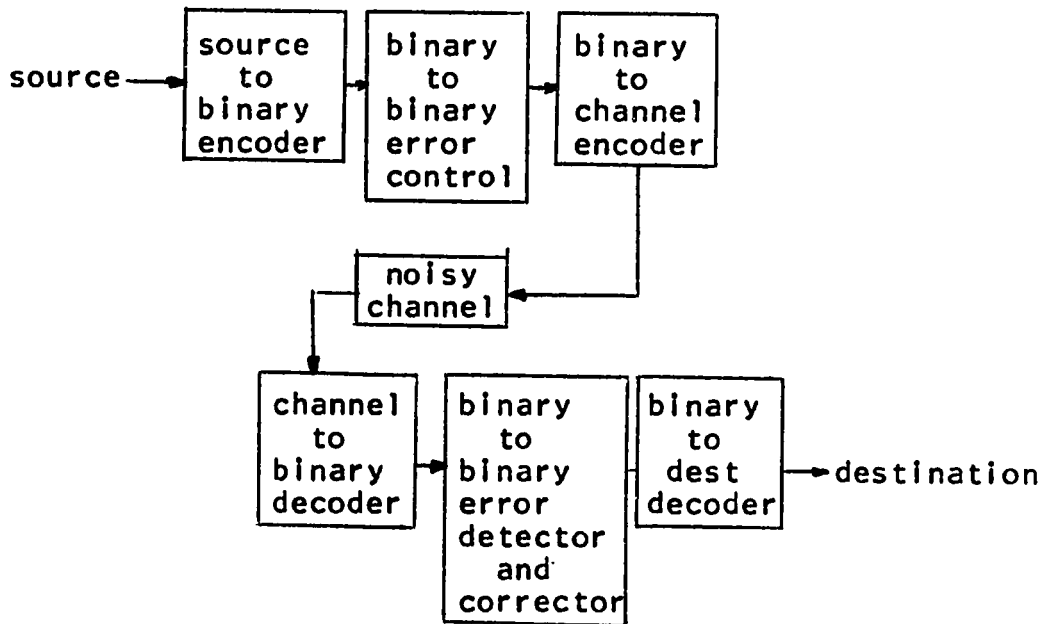 source
source
to
binary
encoder
binary
to
binary
error
control
binary
to
channel
encoder
noisy
channel
channel
to
binary
decoder
binary
to
binary
error
detector
and
corrector
binary
to
dest
decoder
destination